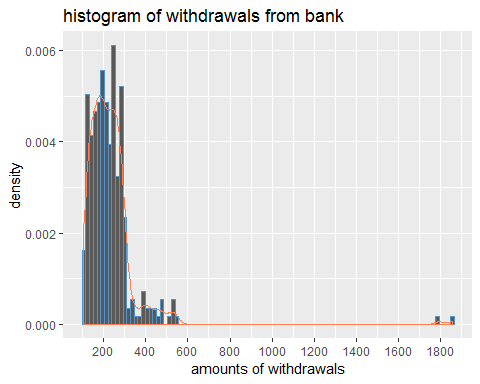 histogram of withdrawals from bank
0.006
0.004
0.002
0.000
density
200 400 600 800 1000 1200 1400 1600 1800
amounts of withdrawals